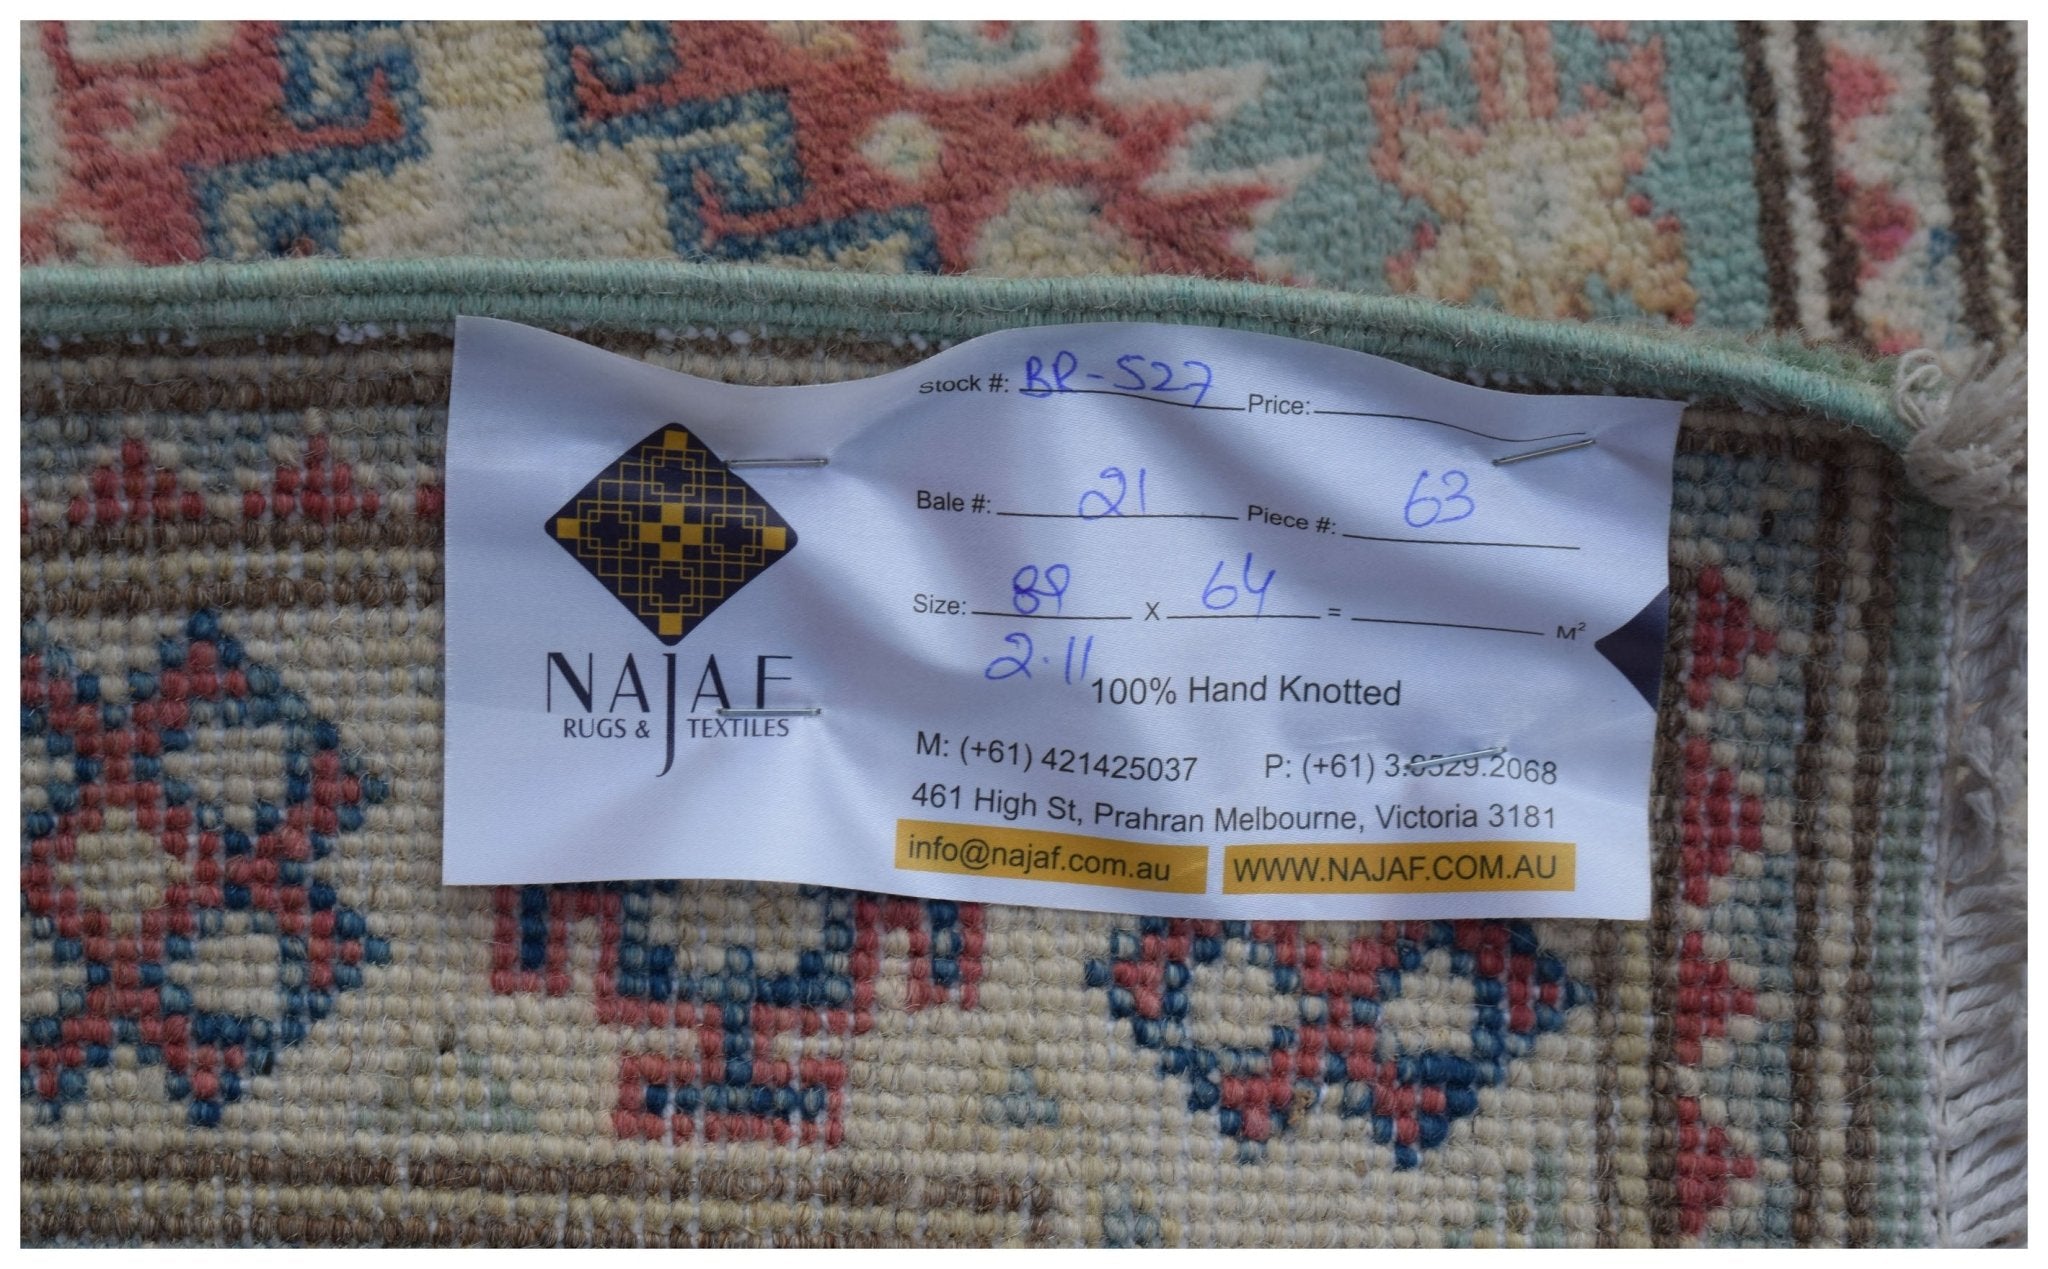 NAJAF
RUGS & TEXTILES
Stock #: BP-527 Price:
Bale #: 21 Piece #: 63
Size: 89 X 64 = M²
2.11
100% Hand Knotted
M: (+61) 421425037 P: (+61) 3.8529.2068
461 High St, Prahran Melbourne, Victoria 3181
info@najaf.com.au WWW.NAJAF.COM.AU